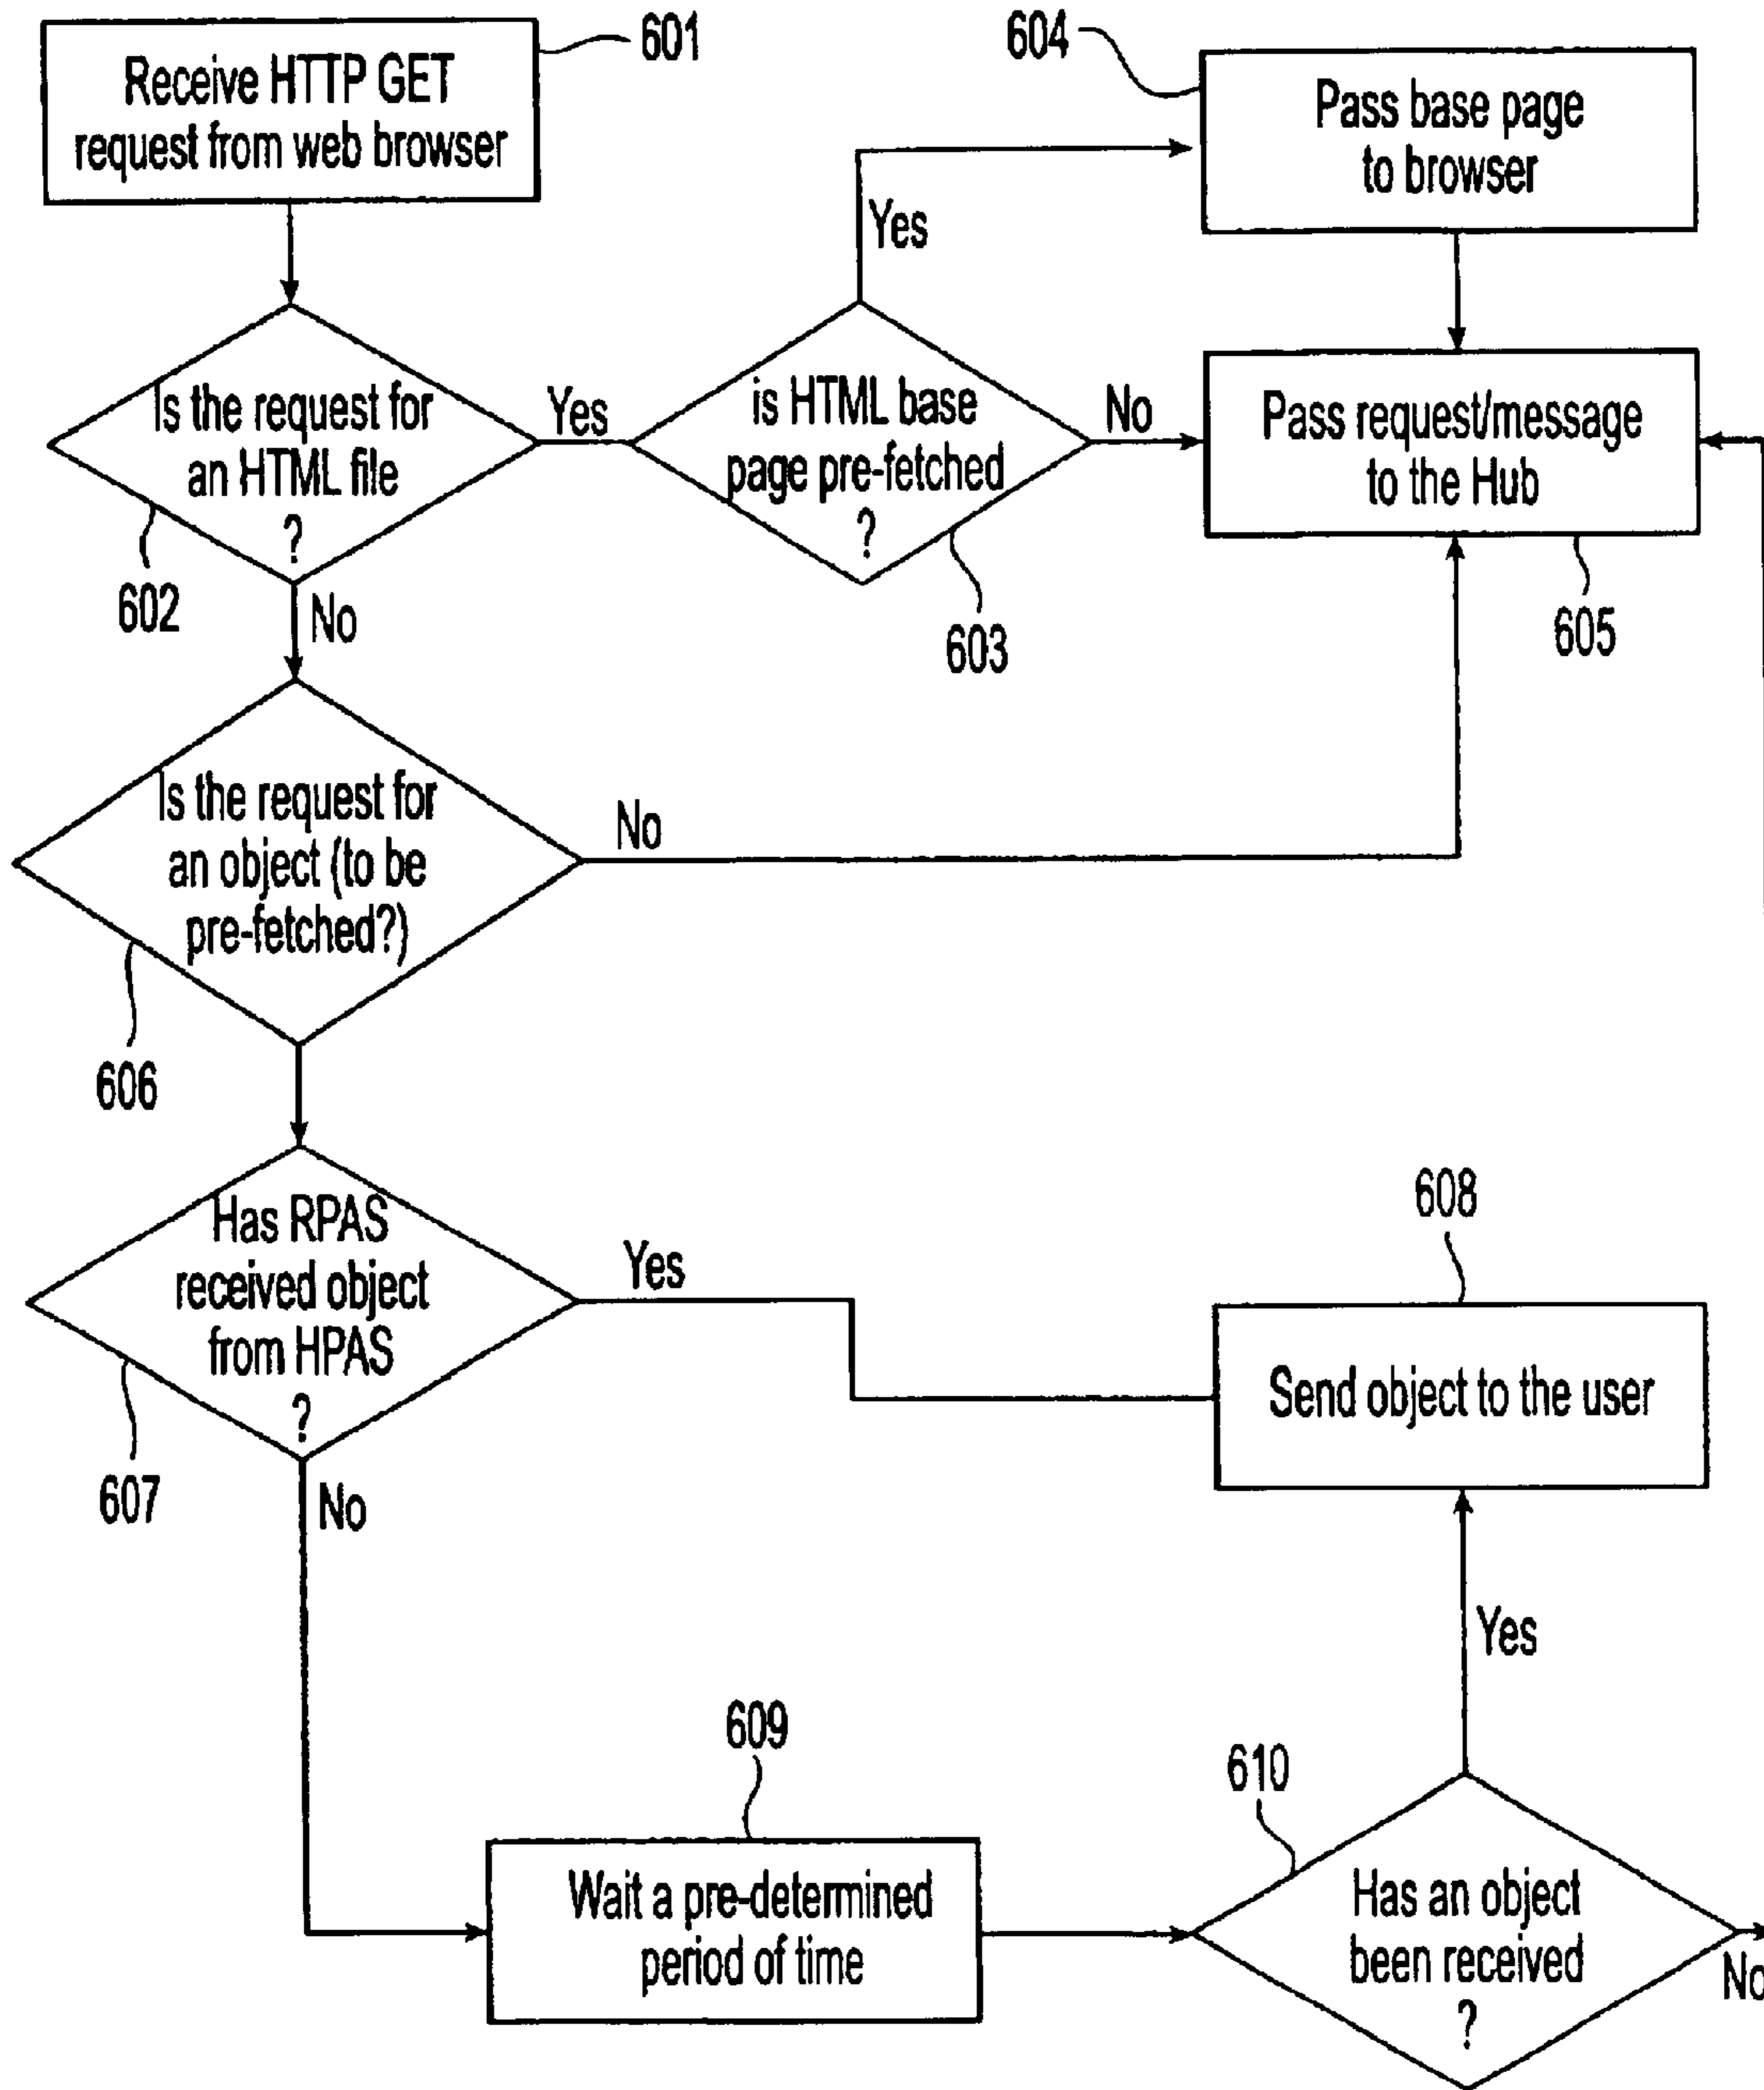 Receive HTTP GET
request from web browser
601
604
Pass base page
to browser
Yes
Is the request for
an HTML file
?
602
Yes
is HTML base
page pre-fetched
?
603
No
Pass request/message
to the Hub
605
No
Is the request for
an object (to be
pre-fetched?)
606
No
Has RPAS
received object
from HPAS
?
607
Yes
608
Send object to the user
No
Yes
609
Wait a pre-determined
period of time
610
Has an object
been received
?
No